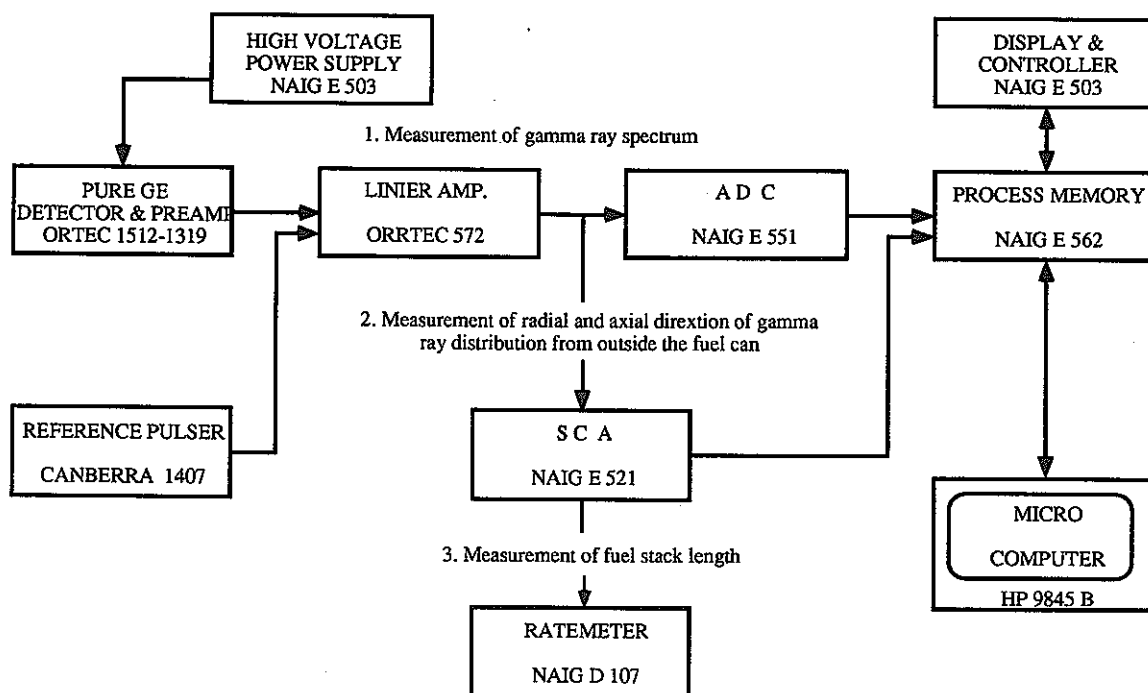 HIGH VOLTAGE
POWER SUPPLY
NAIG E 503
DISPLAY &
CONTROLLER
NAIG E 503
1. Measurement of gamma ray spectrum
PURE GE
DETECTOR & PREAMP
ORTEC 1512-1319
LINIER AMP.
ORRTEC 572
A D C
NAIG E 551
PROCESS MEMORY
NAIG E 562
2. Measurement of radial and axial dirextion of gamma
ray distribution from outside the fuel can
REFERENCE PULSER
CANBERRA 1407
S C A
NAIG E 521
MICRO
COMPUTER
HP 9845 B
3. Measurement of fuel stack length
RATEMETER
NAIG D 107